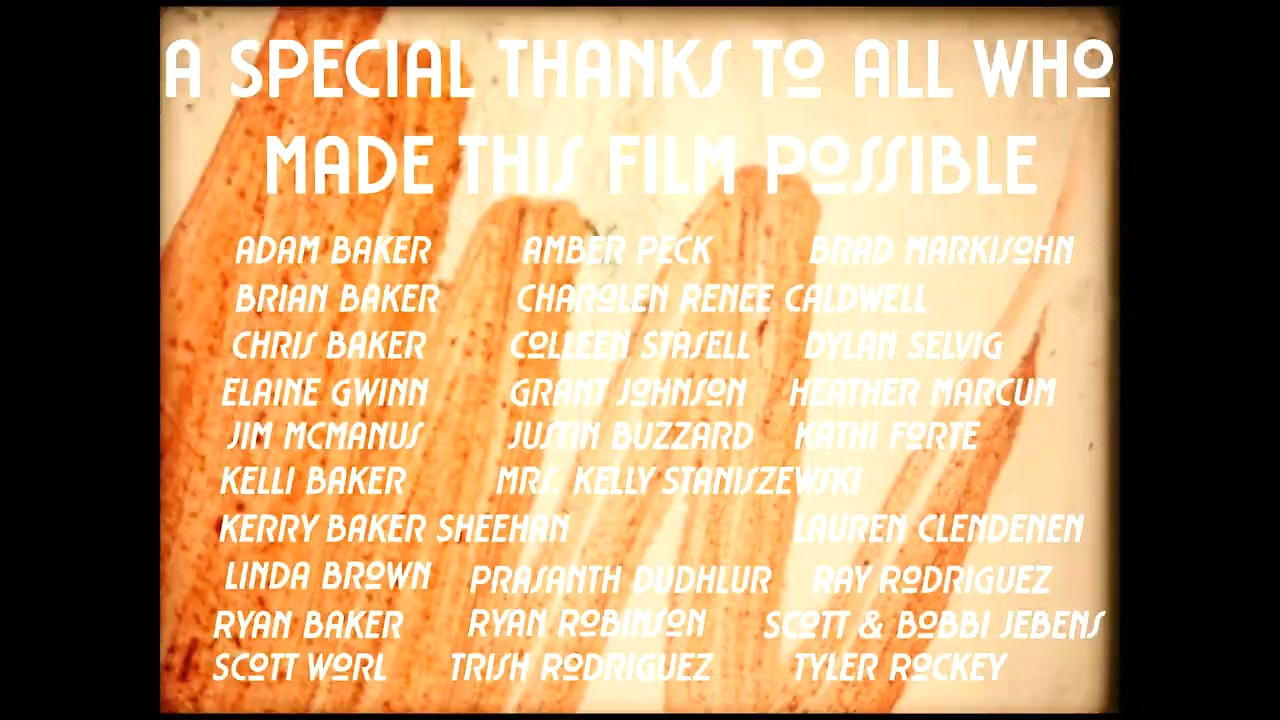 A SPECIAL THANKS TO ALL WHO
MADE THIS FILM POSSIBLE
ADAM BAKER AMBER PECK BRAD MARKISOHN
BRIAN BAKER CHAROLEN RENEE CALDWELL
CHRIS BAKER COLLEEN STASELL DYLAN SELVIG
ELAINE GWINN GRANT JOHNSON HEATHER MARCUM
JIM MCMANUS JUSTIN BUZZARD KATHI FORTE
KELLI BAKER MRS. KELLY STANISZEWSKI
KERRY BAKER SHEEHAN LAUREN CLENDENEN
LINDA BROWN PRASANTH DUDHLUR RAY RODRIGUEZ
RYAN BAKER RYAN ROBINSON SCOTT & BOBBI JEBENS
SCOTT WORL TRISH RODRIGUEZ TYLER ROCKEY